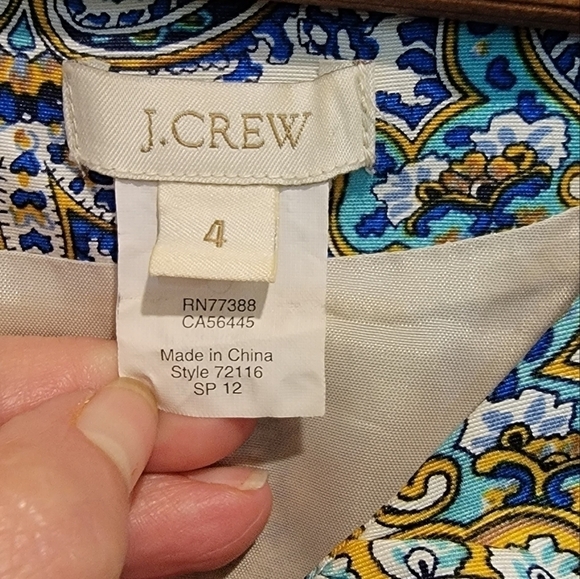 J.CREW
4
RN77388
CA56445
Made in China
Style 72116
SP 12